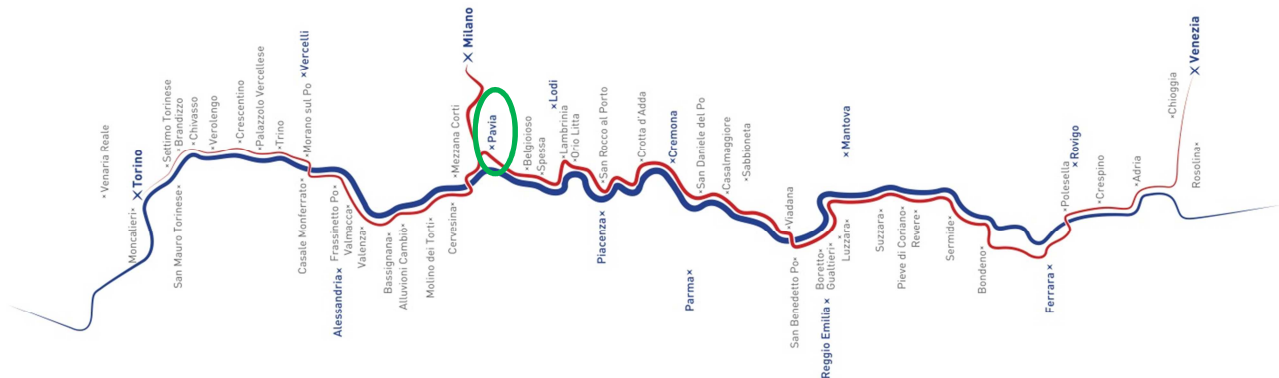 Venaria Reale
Moncalieri
Torino
Settimo Torinese
Brandizzo
San Mauro Torinese
Chivasso
Verolengo
Crescentino
Palazzolo Vercellese
Trino
Vercelli
Morano sul Po
Casale Monferrato
Frassinetto Po
Alessandria
Valmacca
Valenza
Bassignana
Alluvioni Cambiò
Molino dei Torti
Cervesina
Mezzana Corti
Milano
Pavia
Belgioioso
Spessa
Lodi
Lambrinia
Orio Litta
San Rocco al Porto
Piacenza
Crotta d'Adda
Cremona
Parma
San Daniele del Po
Casalmaggiore
Sabbioneta
Viadana
San Benedetto Po
Boretto
Reggio Emilia
Gualtieri
Luzzara
Mantova
Suzzara
Pieve di Coriano
Revere
Sermide
Bondeno
Ferrara
Polesella
Rovigo
Crespino
Adria
Chioggia
Venezia
Rosolina